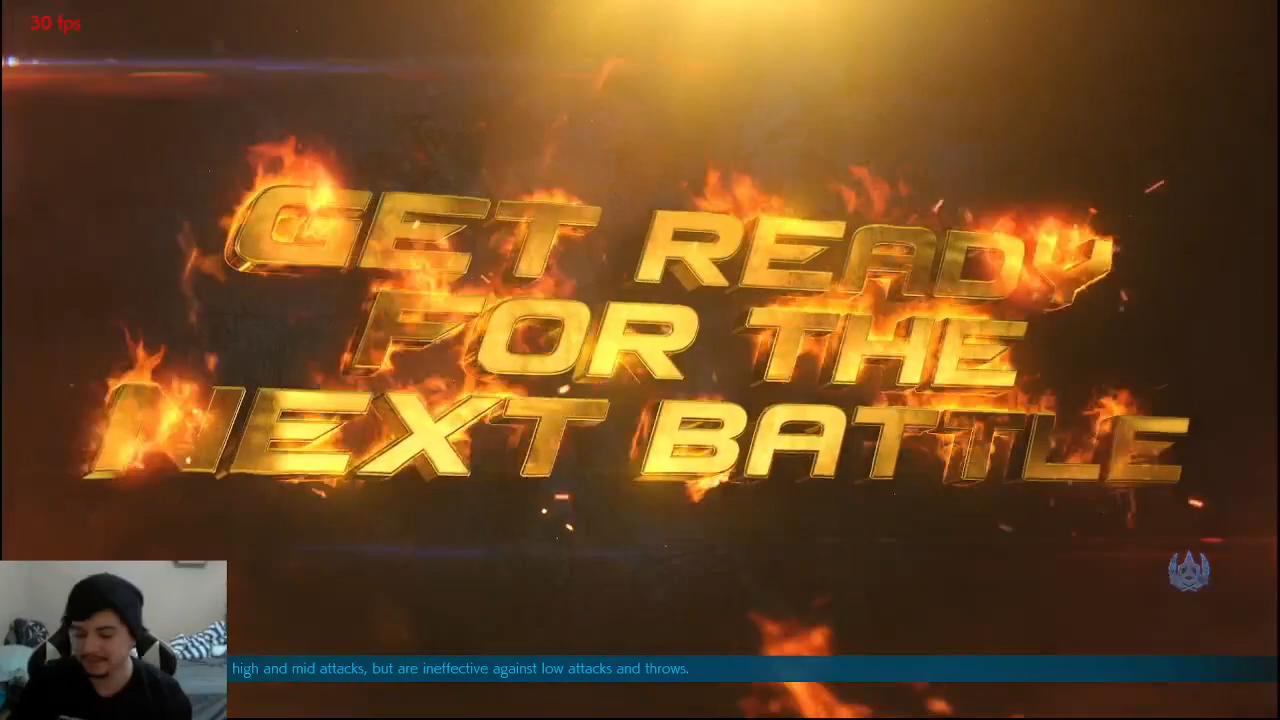 30 fps
GET READY
FOR THE
NEXT BATTLE
high and mid attacks, but are ineffective against low attacks and throws.